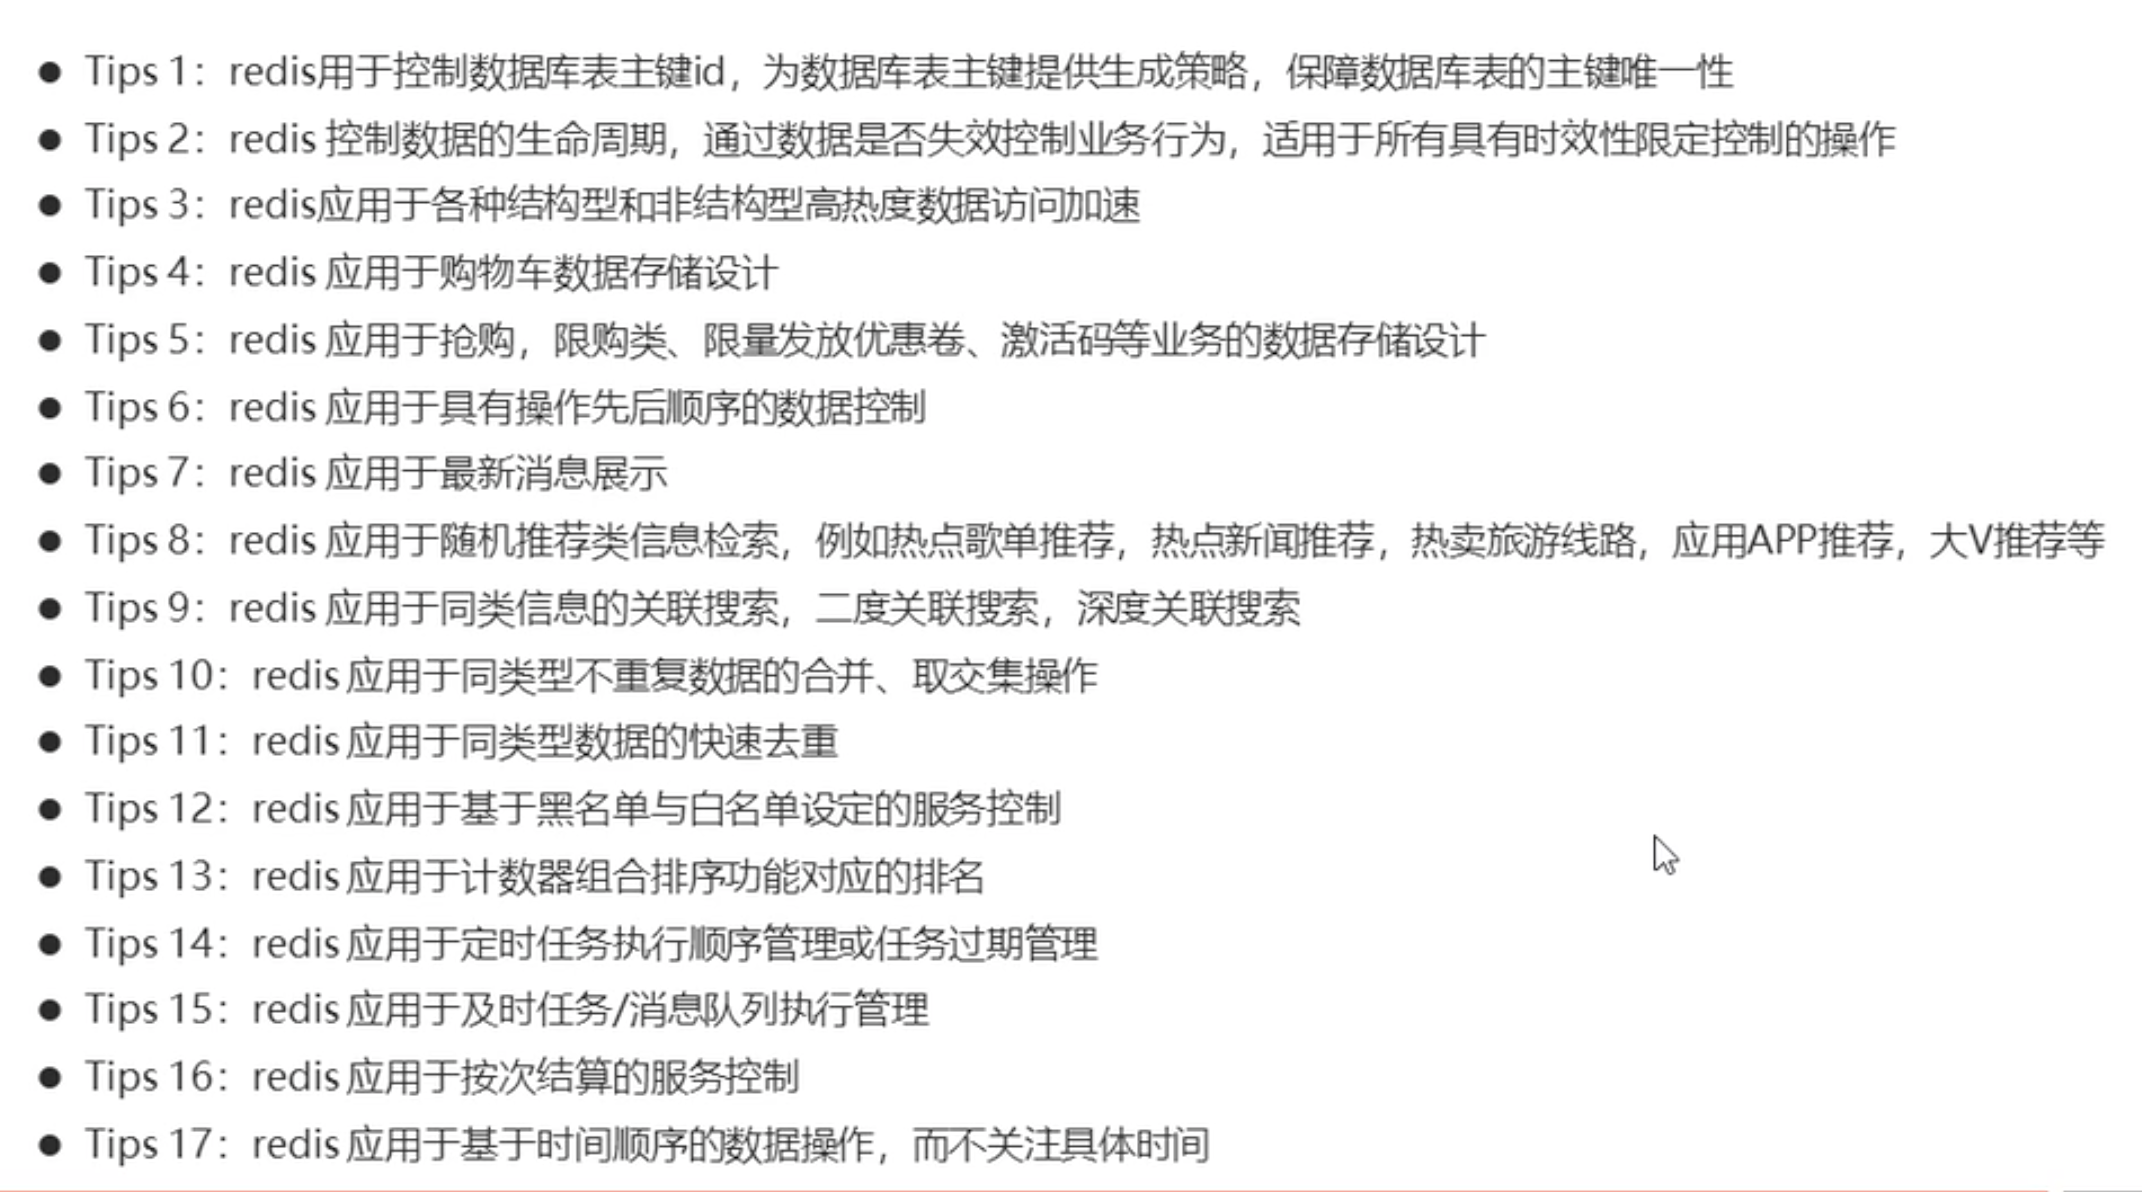 ● Tips 1：redis用于控制数据库表主键id，为数据库表主键提供生成策略，保障数据库表的主键唯一性
● Tips 2：redis 控制数据的生命周期，通过数据是否失效控制业务行为，适用于所有具有时效性限定控制的操作
● Tips 3：redis应用于各种结构型和非结构型高热度数据访问加速
● Tips 4：redis 应用于购物车数据存储设计
● Tips 5：redis 应用于抢购，限购类、限量发放优惠卷、激活码等业务的数据存储设计
● Tips 6：redis 应用于具有操作先后顺序的数据控制
● Tips 7：redis 应用于最新消息展示
● Tips 8：redis 应用于随机推荐类信息检索，例如热点歌单推荐，热点新闻推荐，热卖旅游线路，应用APP推荐，大V推荐等
● Tips 9：redis 应用于同类信息的关联搜索，二度关联搜索，深度关联搜索
● Tips 10：redis 应用于同类型不重复数据的合并、取交集操作
● Tips 11：redis 应用于同类型数据的快速去重
● Tips 12：redis 应用于基于黑名单与白名单设定的服务控制
● Tips 13：redis 应用于计数器组合排序功能对应的排名
● Tips 14：redis 应用于定时任务执行顺序管理或任务过期管理
● Tips 15：redis 应用于及时任务/消息队列执行管理
● Tips 16：redis 应用于按次结算的服务控制
● Tips 17：redis 应用于基于时间顺序的数据操作，而不关注具体时间